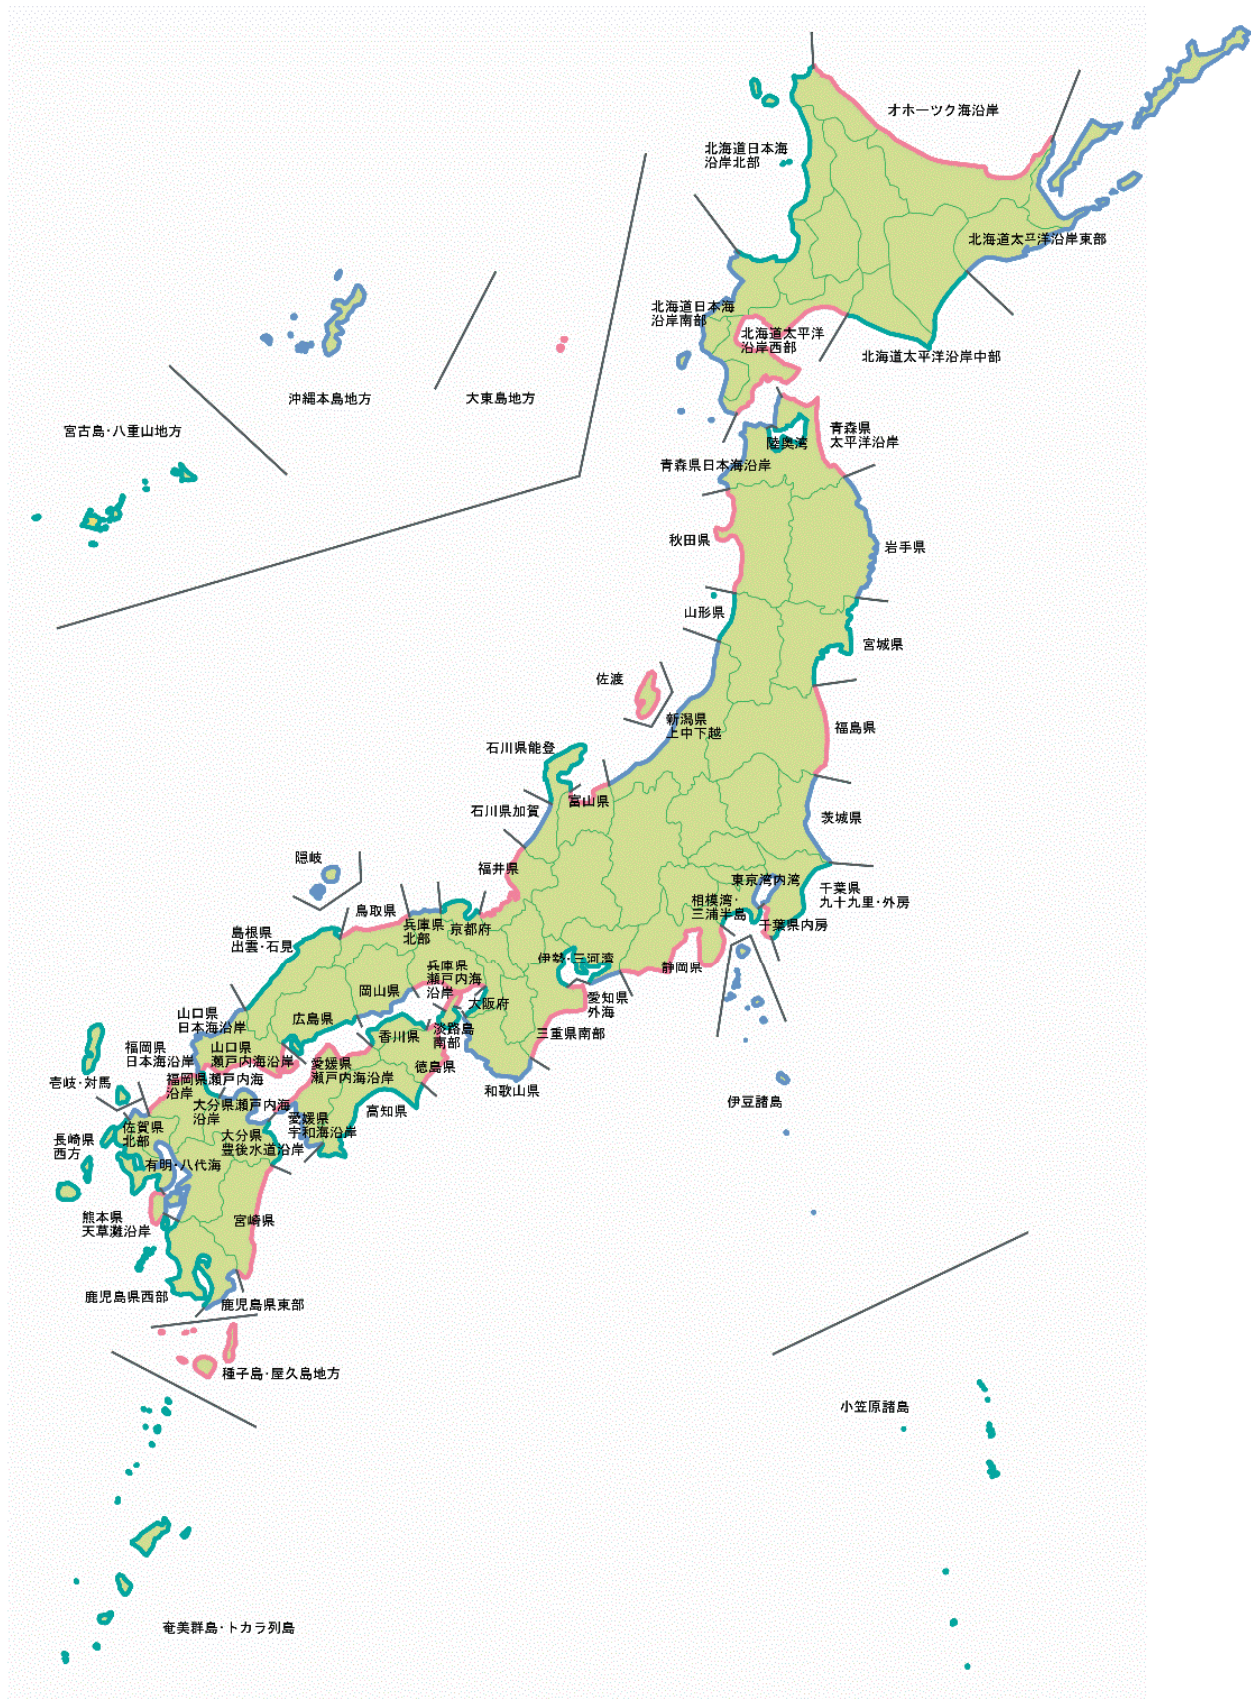 オホーツク海沿岸
北海道日本海
沿岸北部
北海道太平洋沿岸東部
北海道日本海
沿岸南部
北海道太平洋
沿岸西部
北海道太平洋沿岸中部
沖縄本島地方
大東島地方
宮古島・八重山地方
青森県
太平洋沿岸
陸奥湾
青森県日本海沿岸
秋田県
岩手県
山形県
宮城県
佐渡
新潟県
上中下越
福島県
石川県能登
富山県
石川県加賀
茨城県
隠岐
福井県
東京湾内湾
千葉県
九十九里・外房
相模湾・
三浦半島
千葉県内房
鳥取県
兵庫県
北部
京都府
島根県
出雲・石見
伊勢・三河湾
静岡県
兵庫県
瀬戸内海
沿岸
岡山県
大阪府
愛知県
外海
山口県
日本海沿岸
広島県
香川県
淡路島
南部
三重県南部
福岡県
日本海沿岸
山口県
瀬戸内海沿岸
愛媛県
瀬戸内海沿岸
徳島県
壱岐・対馬
福岡県瀬戸内海
沿岸
和歌山県
伊豆諸島
大分県瀬戸内海
沿岸
高知県
佐賀県
北部
愛媛県
宇和海沿岸
長崎県
西方
大分県
豊後水道沿岸
有明・八代海
熊本県
天草灘沿岸
宮崎県
鹿児島県西部
鹿児島県東部
種子島・屋久島地方
小笠原諸島
奄美群島・トカラ列島